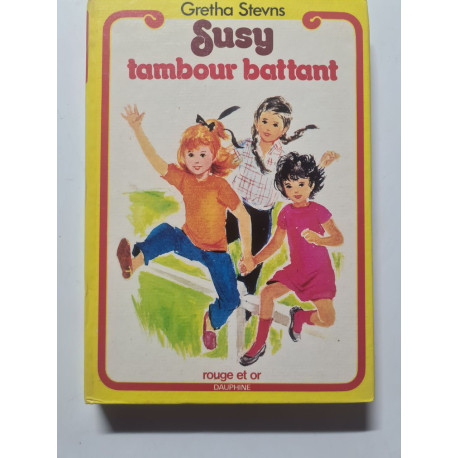 Gretha Stevns
Susy
tambour battant
rouge et or
DAUPHINE